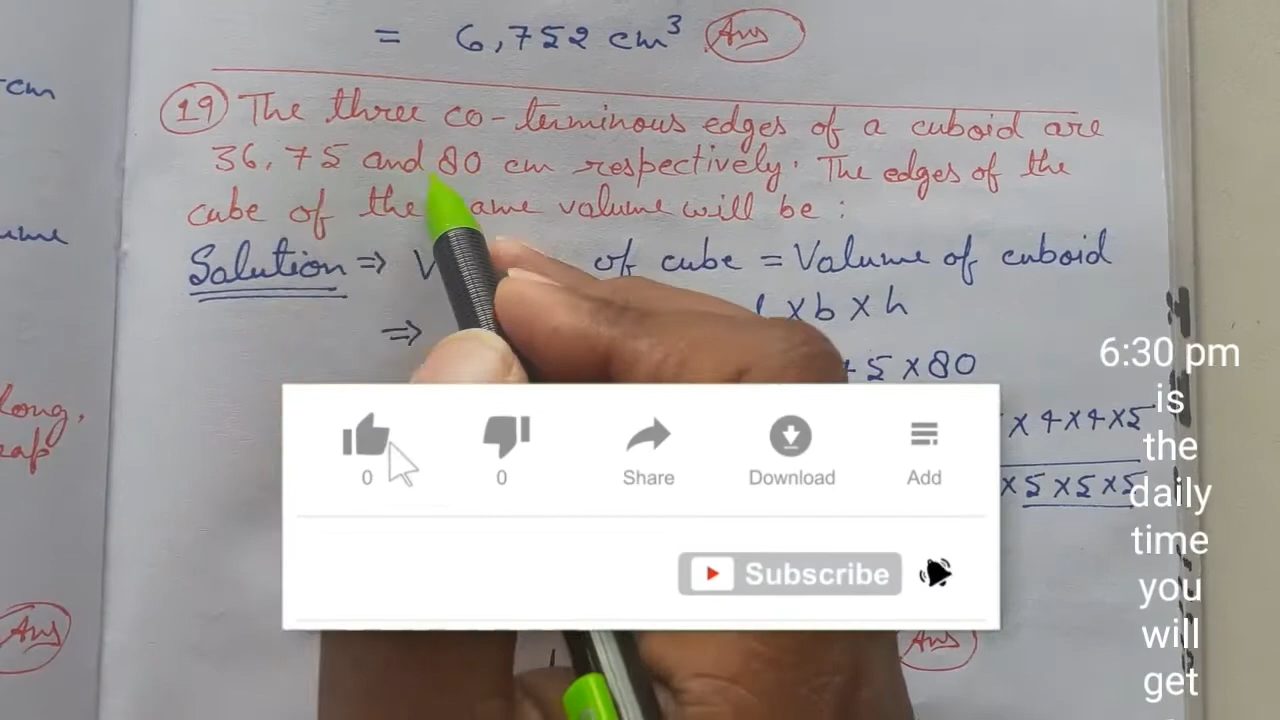 = 6,752 cm³ Ans
cm
19 The three co-terminous edges of a cuboid are
36, 75 and 80 cm respectively. The edges of the
cube of the ame volume will be :
Solution ⇒ V of cube = Volume of cuboid
⇒ l × b × h
5 × 80
× 4 × 4 × 5
× 5 × 5 × 5
long,
Ans
Ans
0
0
Share
Download
Add
Subscribe
6:30 pm
is
the
daily
time
you
will
get